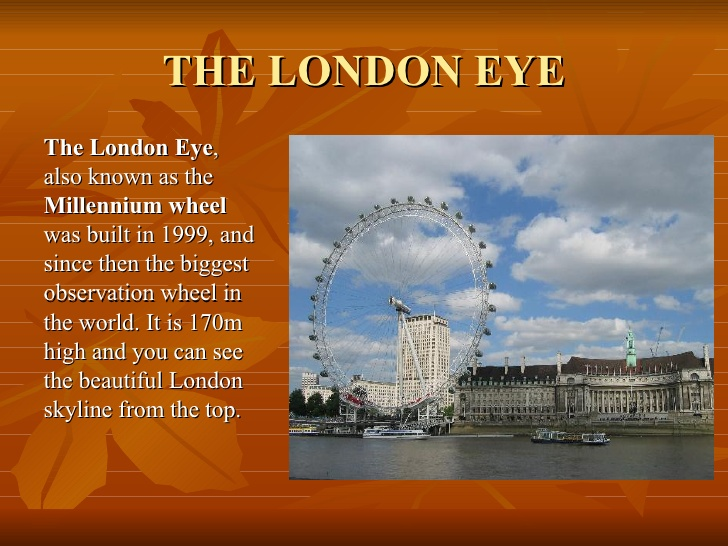 THE LONDON EYE
The London Eye,
also known as the
Millennium wheel
was built in 1999, and
since then the biggest
observation wheel in
the world. It is 170m
high and you can see
the beautiful London
skyline from the top.